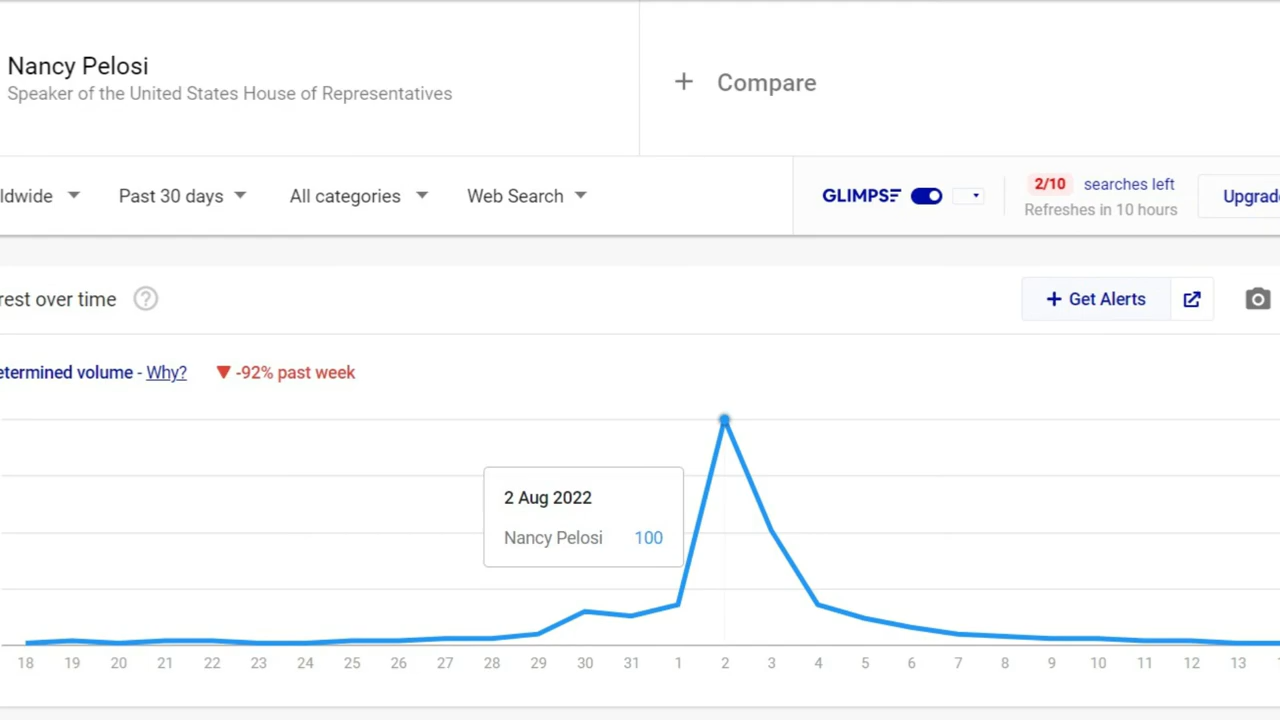 Nancy Pelosi
Speaker of the United States House of Representatives
+ Compare
ldwide
Past 30 days
All categories
Web Search
GLIMPSE
2/10 searches left
Refreshes in 10 hours
Upgrad
rest over time
+ Get Alerts
etermined volume - Why?
-92% past week
2 Aug 2022
Nancy Pelosi 100
18 19 20 21 22 23 24 25 26 27 28 29 30 31 1 2 3 4 5 6 7 8 9 10 11 12 13